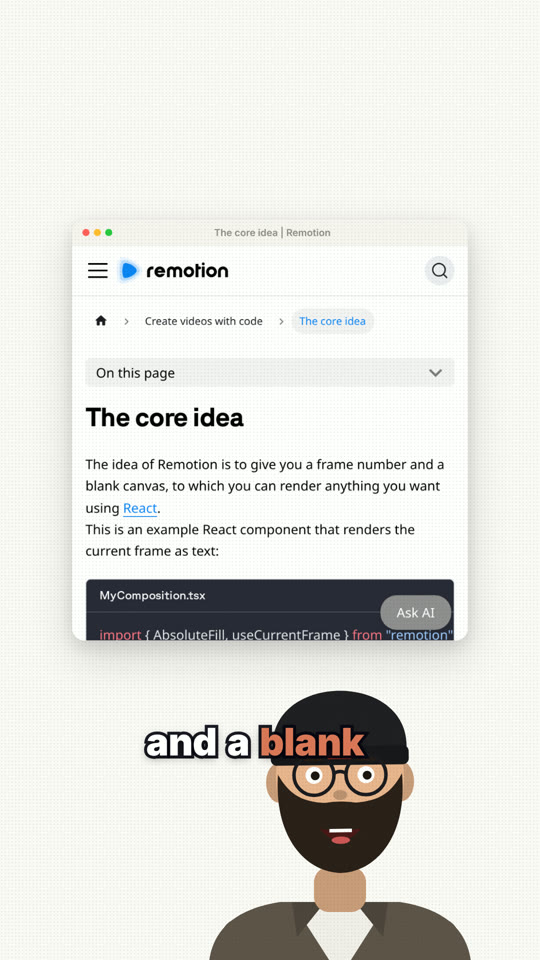 The core idea | Remotion
remotion
Create videos with code
The core idea
On this page
The core idea
The idea of Remotion is to give you a frame number and a
blank canvas, to which you can render anything you want
using React.
This is an example React component that renders the
current frame as text:
MyComposition.tsx
Ask AI
import { AbsoluteFill, useCurrentFrame } from "remotion"
and a blank